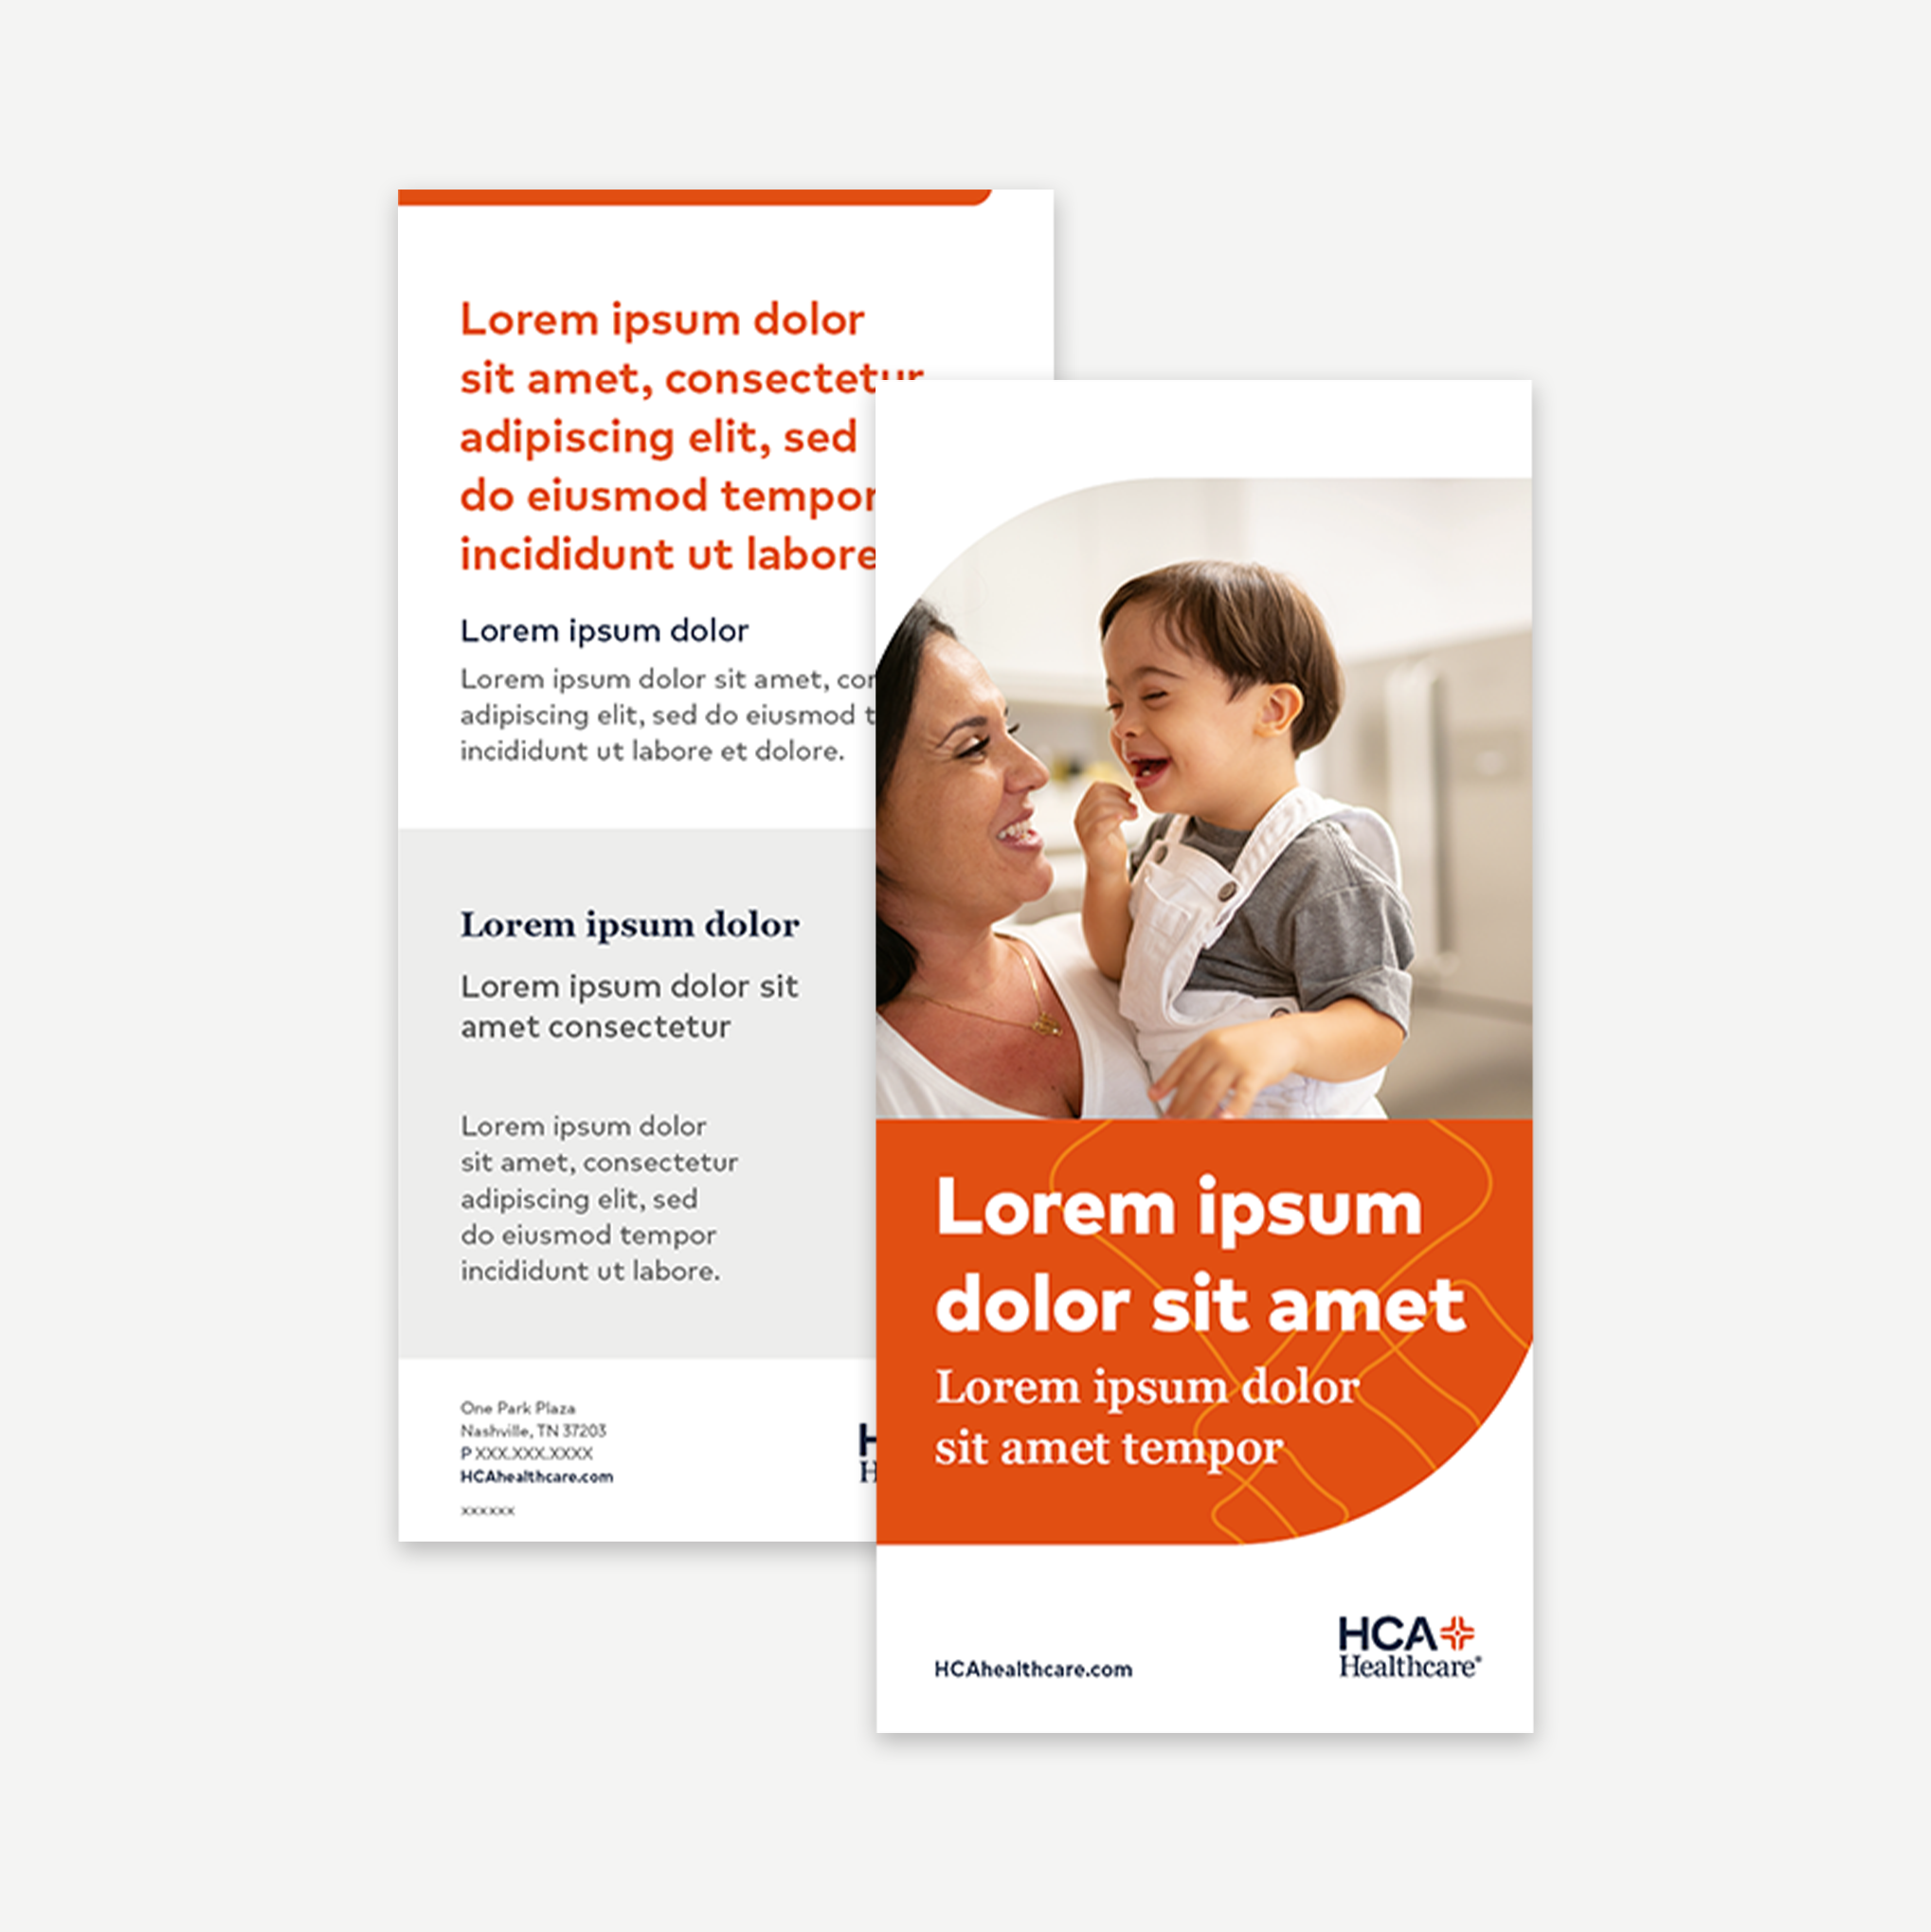 Lorem ipsum dolor
sit amet, consectetur
adipiscing elit, sed
do eiusmod tempor
incididunt ut labore
Lorem ipsum dolor
Lorem ipsum dolor sit amet,
adipiscing elit, sed do eiusmod
incididunt ut labore et dolore.
Lorem ipsum dolor
Lorem ipsum dolor sit
amet consectetur
Lorem ipsum dolor
sit amet, consectetur
adipiscing elit, sed
do eiusmod tempor
incididunt ut labore.
One Park Plaza
Nashville, TN 37203
P XXX.XXX.XXXX
HCAhealthcare.com
xxxxxx
Lorem ipsum
dolor sit amet
Lorem ipsum dolor
sit amet tempor
HCAhealthcare.com
HCA
Healthcare®